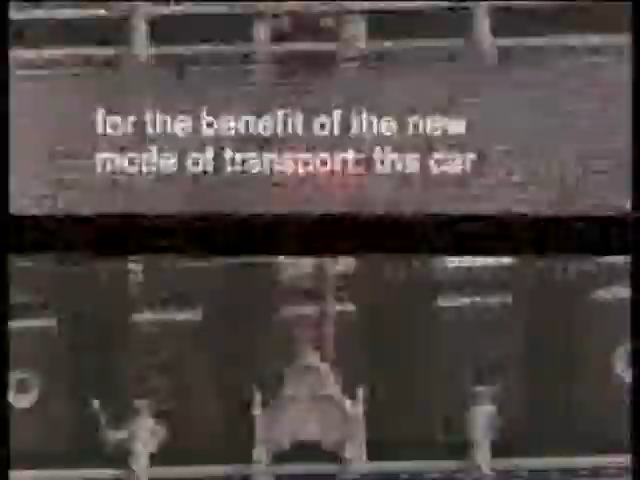 for the benefit of the new
mode of transport: the car